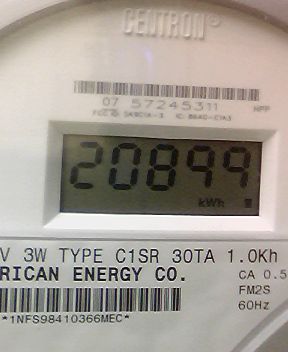 CENTRON®
07 57245311 HPP
20899
kWh
V 3W TYPE C1SR 30TA 1.0Kh
RICAN ENERGY CO. CA 0.5
FM2S
*1NFS98410366MEC* 60Hz